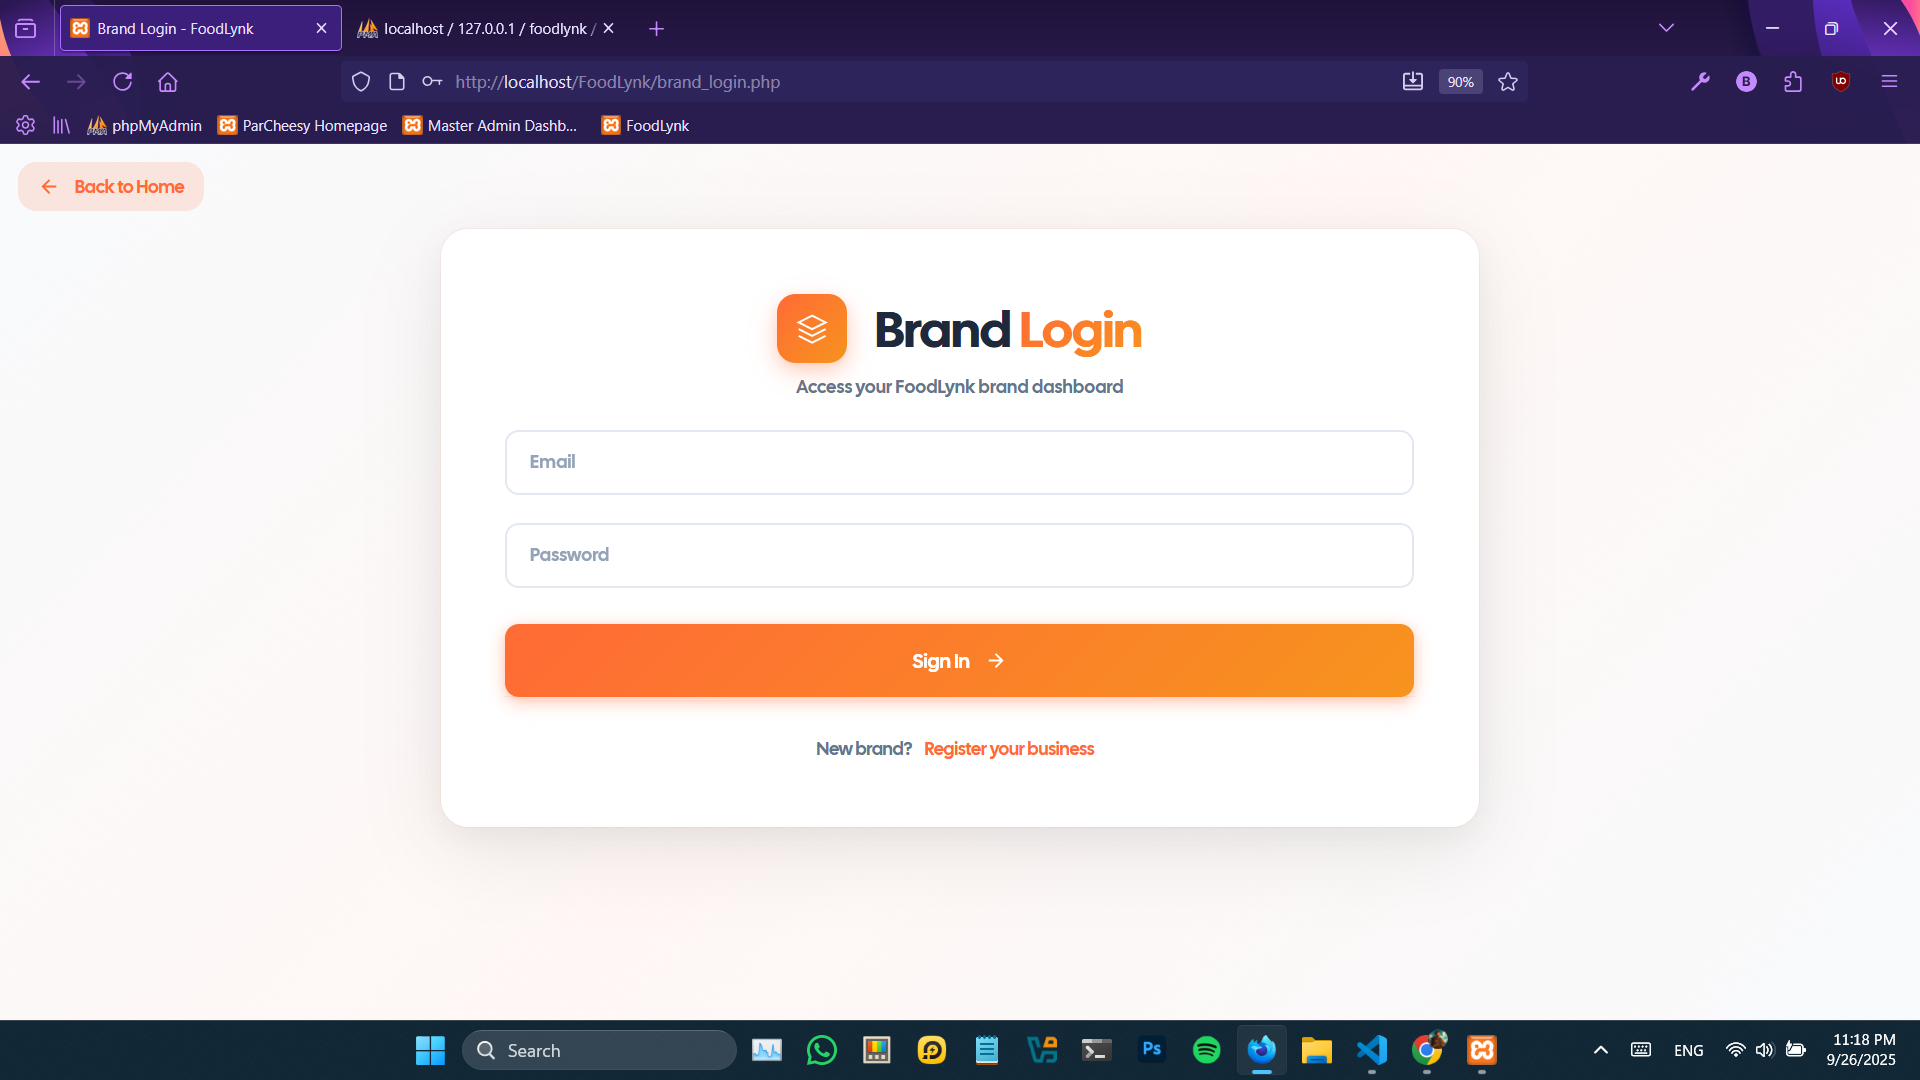 Brand Login - FoodLynk
localhost / 127.0.0.1 / foodlynk /
http://localhost/FoodLynk/brand_login.php
90%
B
phpMyAdmin
ParCheesy Homepage
Master Admin Dashb...
FoodLynk
Back to Home
Brand Login
Access your FoodLynk brand dashboard
Email
Password
Sign In
New brand? Register your business
Search
Ps
ENG
11:18 PM
9/26/2025